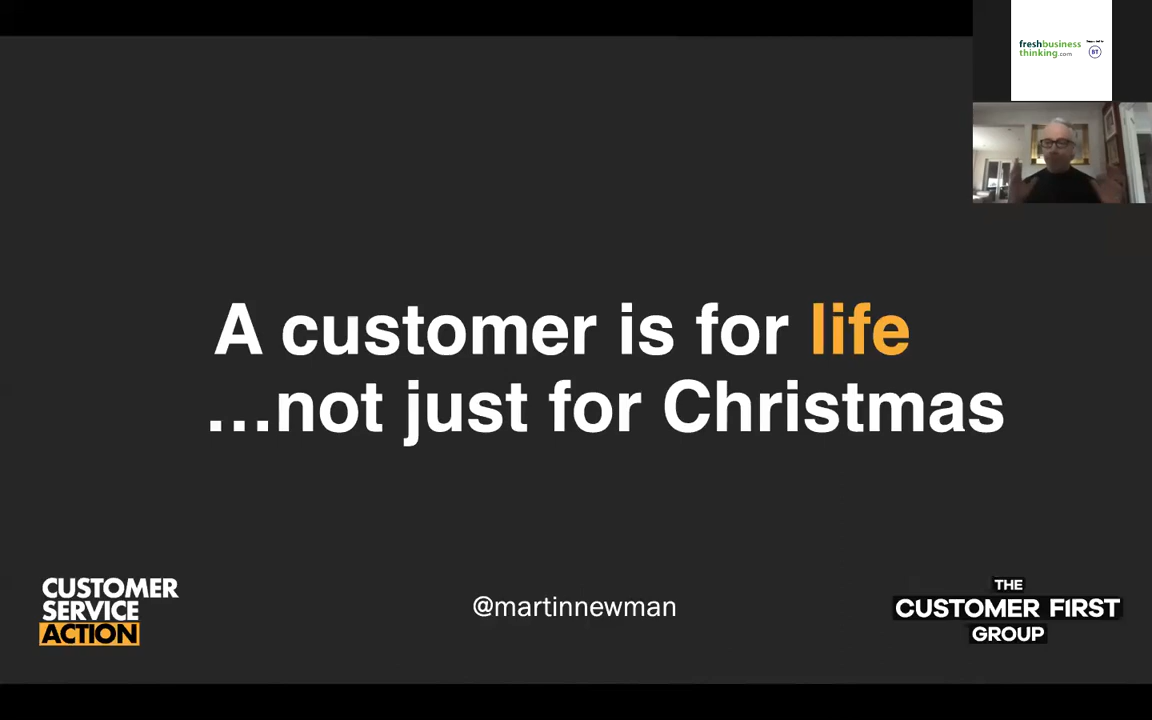 freshbusiness
thinking.com
BT
A customer is for life
...not just for Christmas
CUSTOMER
SERVICE
ACTION
@martinnewman
THE
CUSTOMER FIRST
GROUP